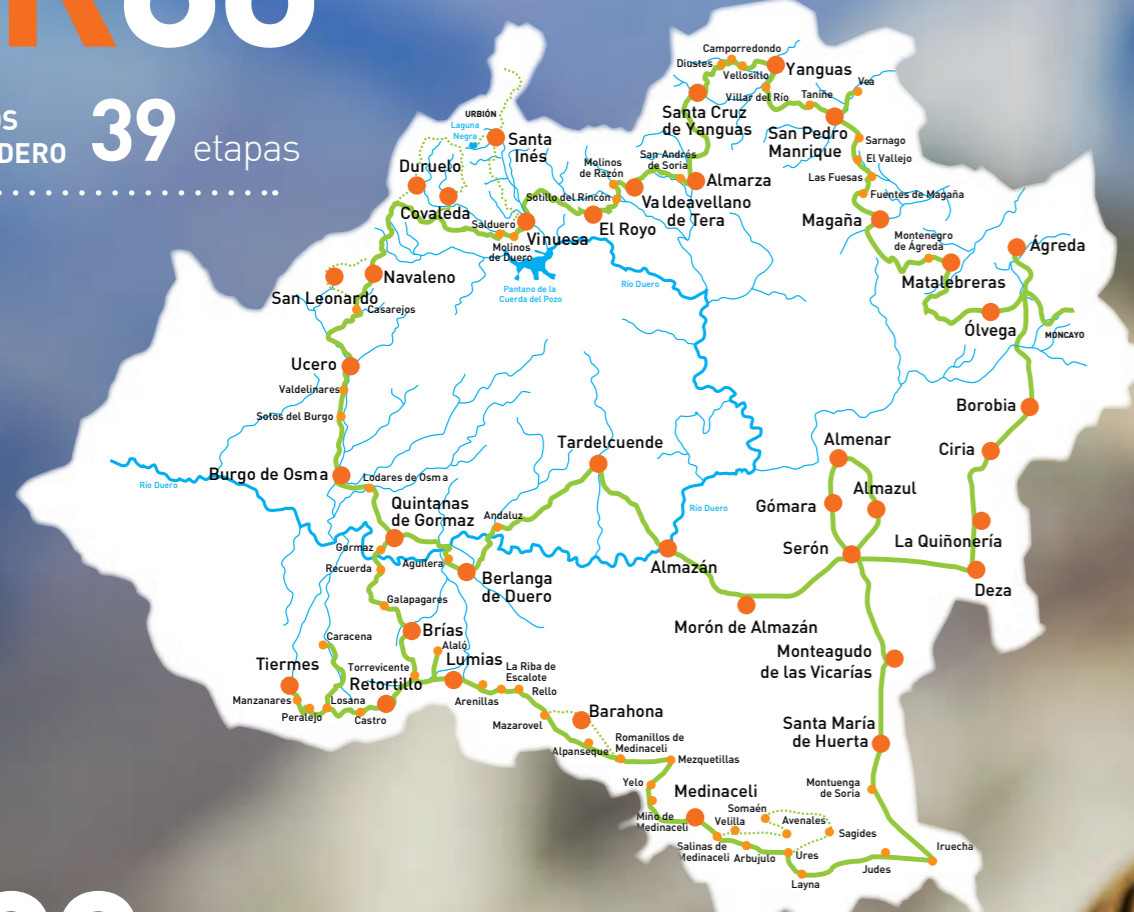 39 etapas
URBIÓN
Laguna
Negra
Santa
Inés
Duruelo
Covaleda
Salduero
Molinos
de Duero
Vinuesa
Sotillo del Rincón
Molinos
de Razón
El Royo
Valdeavellano
de Tera
San Andrés
de Soria
Almarza
Santa Cruz
de Yanguas
Diustes
Camporredondo
Vellosillo
Yanguas
Villar del Río
Taniñe
Vea
San Pedro
Manrique
Sarnago
El Vallejo
Las Fuesas
Fuentes de Magaña
Magaña
Montenegro
de Ágreda
Matalebreras
Ágreda
Ólvega
MONCAYO
Borobia
Ciria
La Quiñonería
Deza
Pantano de la
Cuerda del Pozo
Río Duero
Navaleno
San Leonardo
Casarejos
Ucero
Valdelinares
Sotos del Burgo
Burgo de Osma
Río Duero
Lodares de Osma
Quintanas
de Gormaz
Gormaz
Recuerda
Aguilera
Andaluz
Berlanga
de Duero
Galapagares
Tardelcuende
Río Duero
Almazán
Morón de Almazán
Almenar
Gómara
Almazul
Serón
Monteagudo
de las Vicarías
Santa María
de Huerta
Montuenga
de Soria
Iruecha
Judes
Layna
Ures
Sagides
Avenales
Somaén
Velilla
Arbujulo
Salinas de
Medinaceli
Medinaceli
Miño de
Medinaceli
Yelo
Mezquetillas
Romanillos de
Medinaceli
Alpanseque
Barahona
Mazarovel
Rello
La Riba de
Escalote
Arenillas
Lumias
Alaló
Brías
Torrevicente
Retortillo
Castro
Losana
Peralejo
Manzanares
Tiermes
Caracena